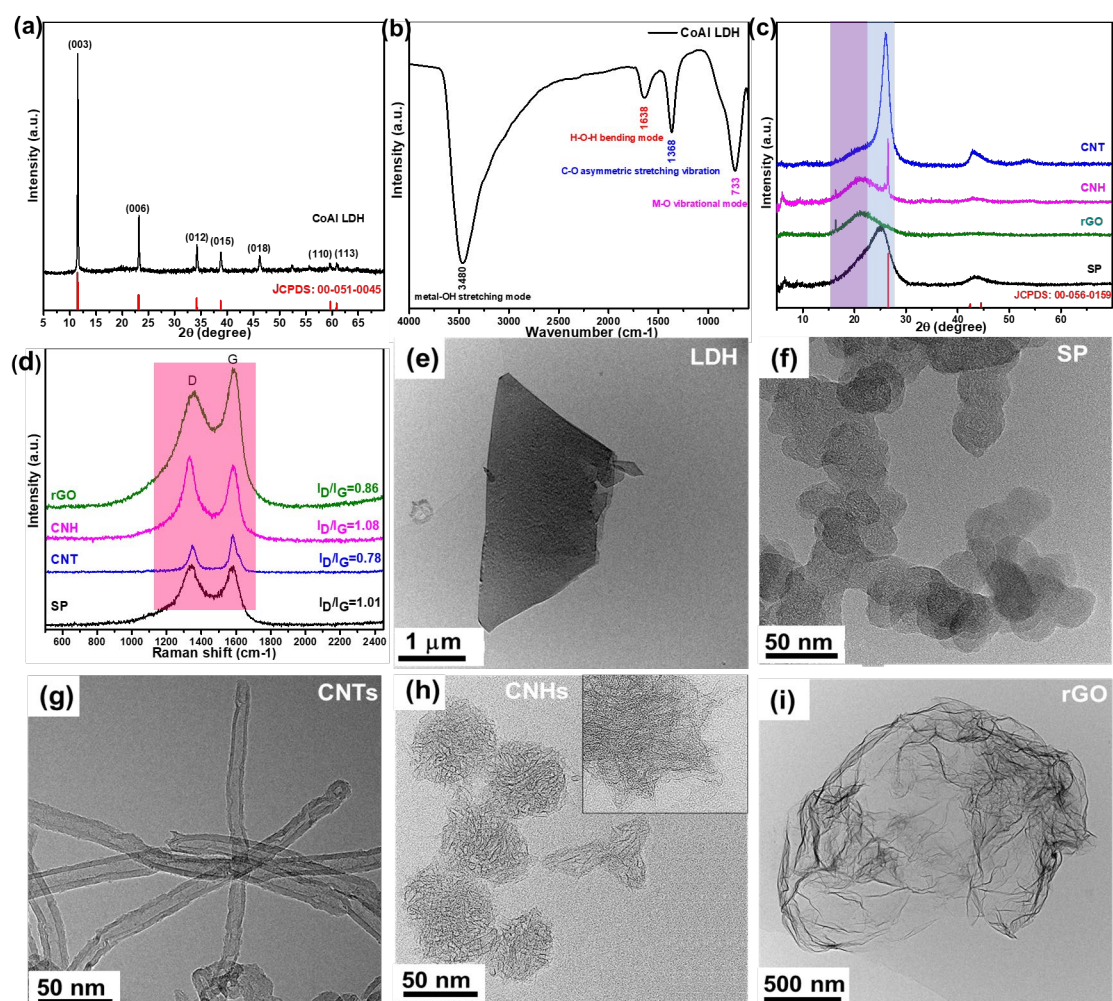 (a)
Intensity (a.u.)
(003)
(006)
(012)
(015)
(018)
(110)
(113)
CoAl LDH
JCPDS: 00-051-0045
5 10 15 20 25 30 35 40 45 50 55 60 65
2θ (degree)
(b)
Intensity (a.u.)
CoAl LDH
1638
H-O-H bending mode
1368
C-O asymmetric stretching vibration
733
M-O vibrational mode
3480
metal-OH stretching mode
4000 3500 3000 2500 2000 1500 1000
Wavenumber (cm-1)
(c)
Intensity (a.u.)
CNT
CNH
rGO
SP
JCPDS: 00-056-0159
10 20 30 40 50 60
2θ (degree)
(d)
Intensity (a.u.)
D
G
rGO
ID/IG=0.86
CNH
ID/IG=1.08
CNT
ID/IG=0.78
SP
ID/IG=1.01
600 800 1000 1200 1400 1600 1800 2000 2200 2400
Raman shift (cm-1)
(e)
LDH
1 μm
(f)
SP
50 nm
(g)
CNTs
50 nm
(h)
CNHs
50 nm
(i)
rGO
500 nm